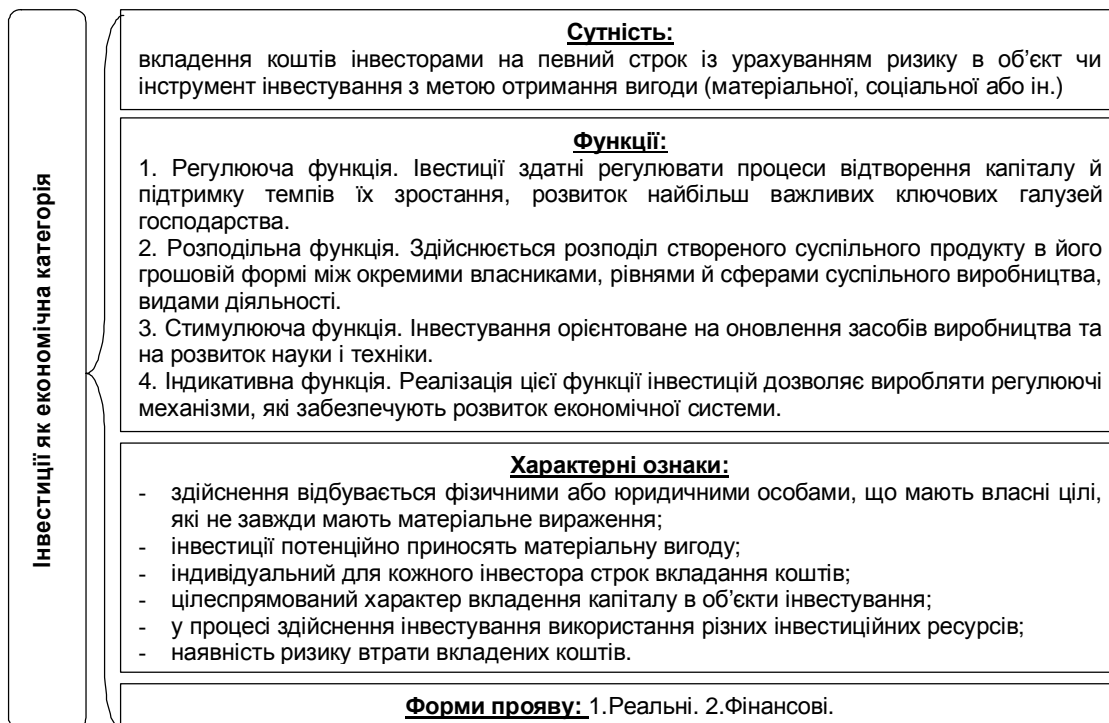 Інвестиції як економічна категорія
Сутність:
вкладення коштів інвесторами на певний строк із урахуванням ризику в об’єкт чи
інструмент інвестування з метою отримання вигоди (матеріальної, соціальної або ін.)
Функції:
1. Регулююча функція. Івестиції здатні регулювати процеси відтворення капіталу й
підтримку темпів їх зростання, розвиток найбільш важливих ключових галузей
господарства.
2. Розподільна функція. Здійснюється розподіл створеного суспільного продукту в його
грошовій формі між окремими власниками, рівнями й сферами суспільного виробництва,
видами діяльності.
3. Стимулююча функція. Інвестування орієнтоване на оновлення засобів виробництва та
на розвиток науки і техніки.
4. Індикативна функція. Реалізація цієї функції інвестицій дозволяє виробляти регулюючі
механізми, які забезпечують розвиток економічної системи.
Характерні ознаки:
- здійснення відбувається фізичними або юридичними особами, що мають власні цілі,
які не завжди мають матеріальне вираження;
- інвестиції потенційно приносять матеріальну вигоду;
- індивідуальний для кожного інвестора строк вкладання коштів;
- цілеспрямований характер вкладення капіталу в об’єкти інвестування;
- у процесі здійснення інвестування використання різних інвестиційних ресурсів;
- наявність ризику втрати вкладених коштів.
Форми прояву: 1.Реальні. 2.Фінансові.